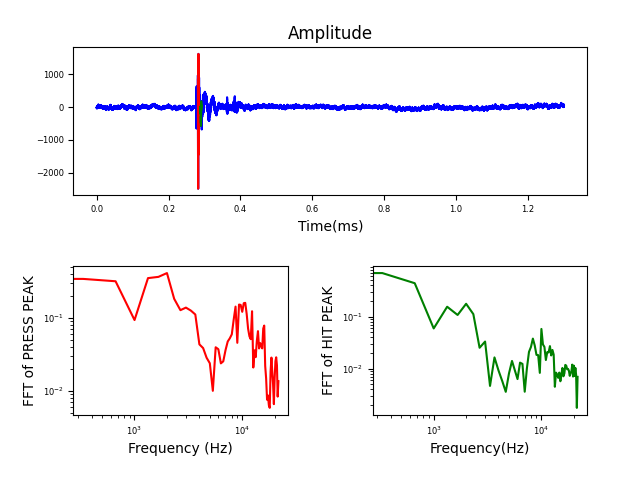 Amplitude
1000
0
−1000
−2000
0.0 0.2 0.4 0.6 0.8 1.0 1.2
Time(ms)
FFT of PRESS PEAK
10⁻¹
10⁻²
10³ 10⁴
Frequency (Hz)
FFT of HIT PEAK
10⁻¹
10⁻²
10³ 10⁴
Frequency(Hz)